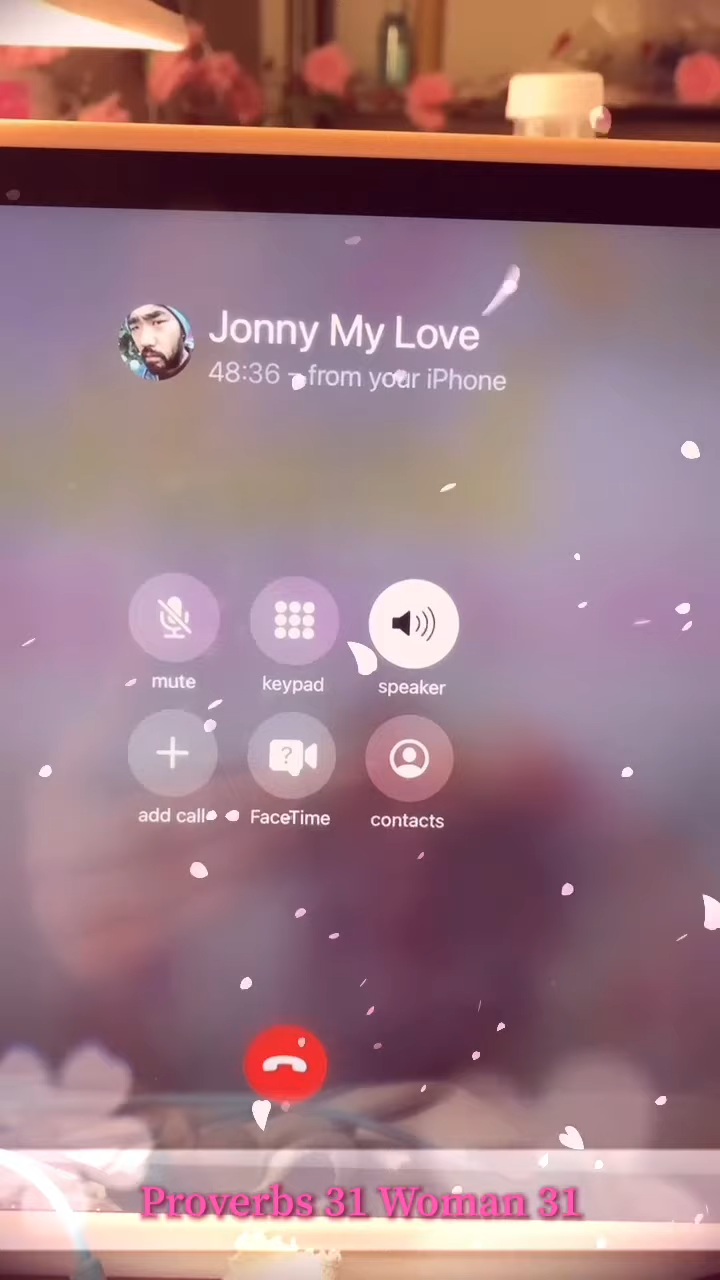 Jonny My Love
48:36 – from your iPhone
mute keypad speaker
add call FaceTime contacts
Proverbs 31 Woman 31